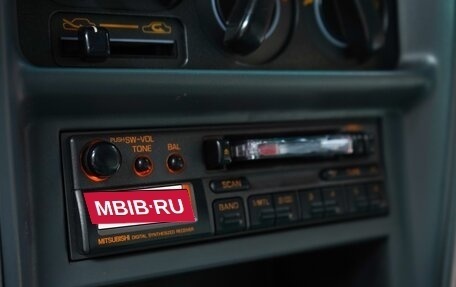 PUSH SW-VOL
TONE
BAL
SCAN
MBIB·RU
BAND
MITSUBISHI DIGITAL SYNTHESIZED RECEIVER